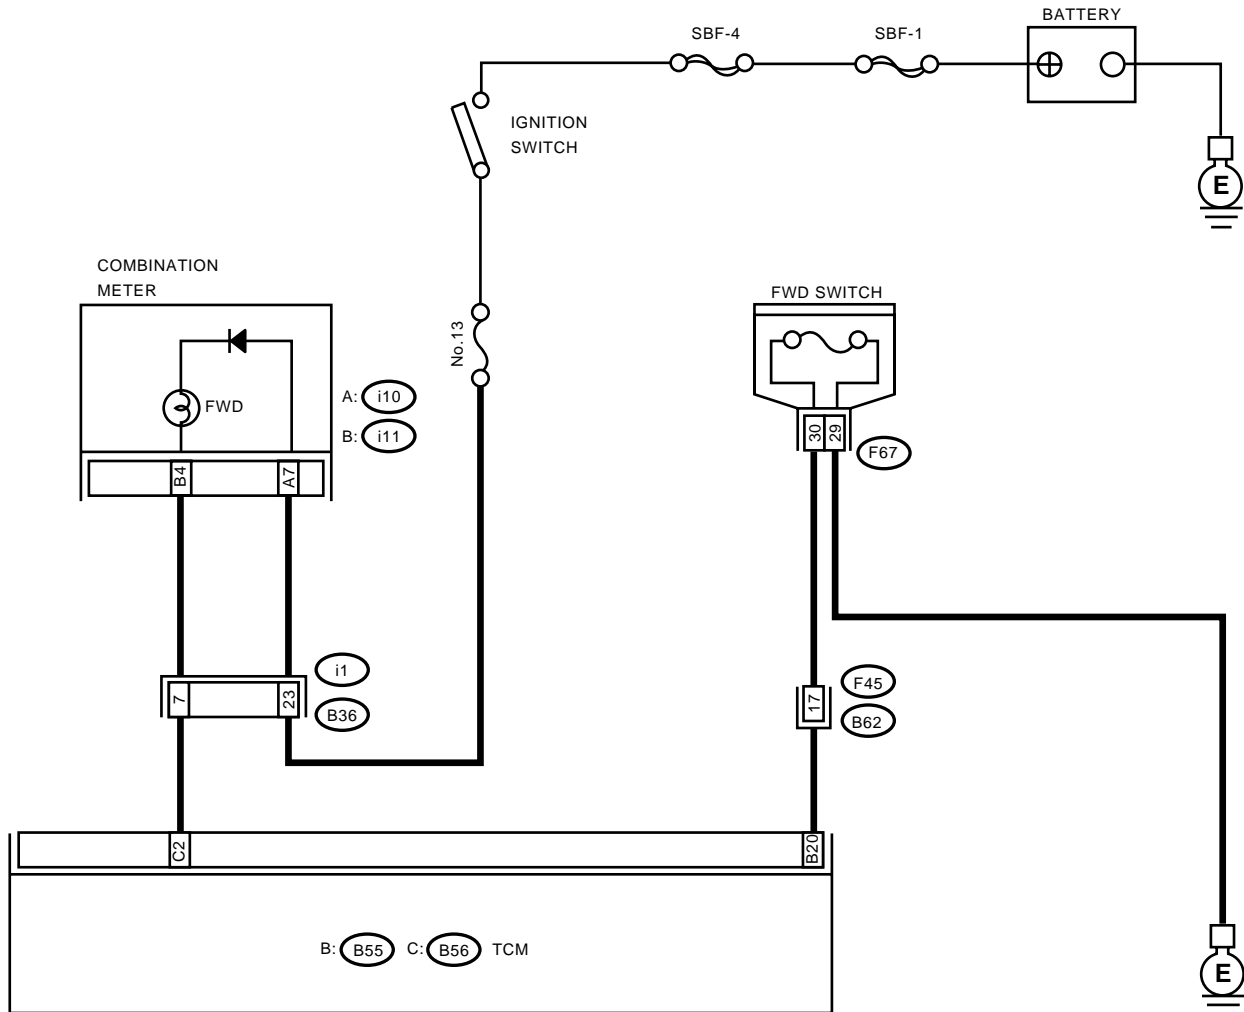 BATTERY
SBF-4
SBF-1
IGNITION
SWITCH
E
COMBINATION
METER
FWD SWITCH
No.13
FWD
A: i10
B: i11
30
29
F67
B4
A7
i1
7
23
B36
F45
17
B62
C2
B20
B: B55 C: B56 TCM
E